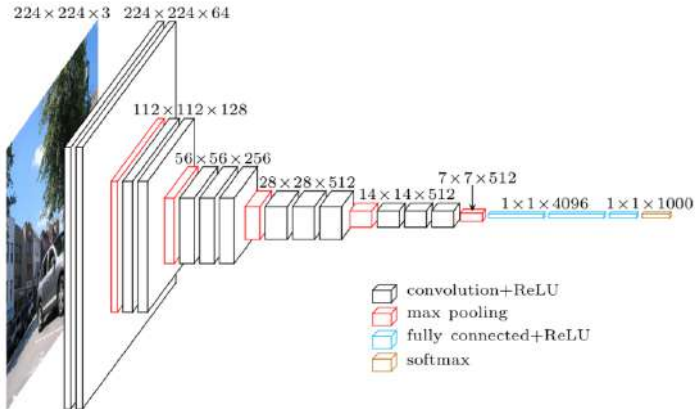 224×224×3
224×224×64
112×112×128
56×56×256
28×28×512
14×14×512
7×7×512
1×1×4096
1×1×1000
convolution+ReLU
max pooling
fully connected+ReLU
softmax